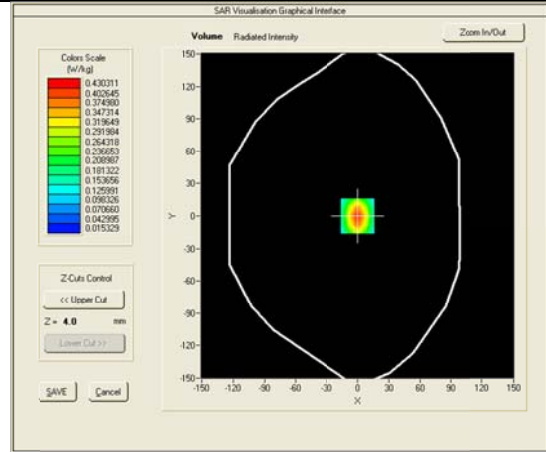 SAR Visualisation Graphical Interface
Volume Radiated Intensity
Zoom In/Out
Colors Scale
(W/kg)
0.430311
0.402645
0.374980
0.347314
0.319649
0.291984
0.264318
0.236653
0.208987
0.181322
0.153656
0.125991
0.098326
0.070660
0.042995
0.015329
Z-Cuts Control
<< Upper Cut
Z = 4.0 mm
Lower Cut >>
SAVE Cancel
150
120
90
60
30
0
-30
-60
-90
-120
-150
Y
-150 -120 -90 -60 -30 0 30 60 90 120 150
X